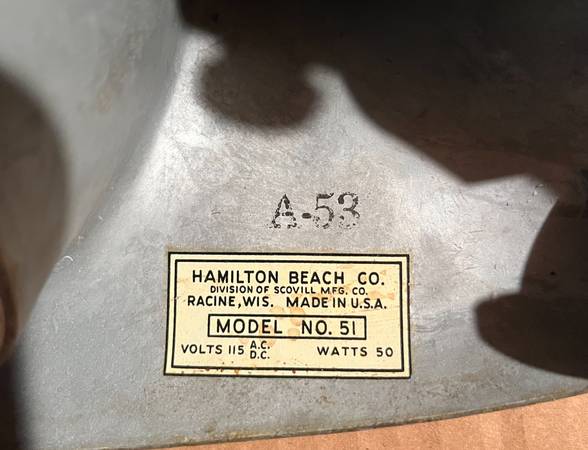 A-53
HAMILTON BEACH CO.
DIVISION OF SCOVILL MFG. CO.
RACINE, WIS. MADE IN U.S.A.
MODEL NO. 51
VOLTS 115 A.C. D.C. WATTS 50